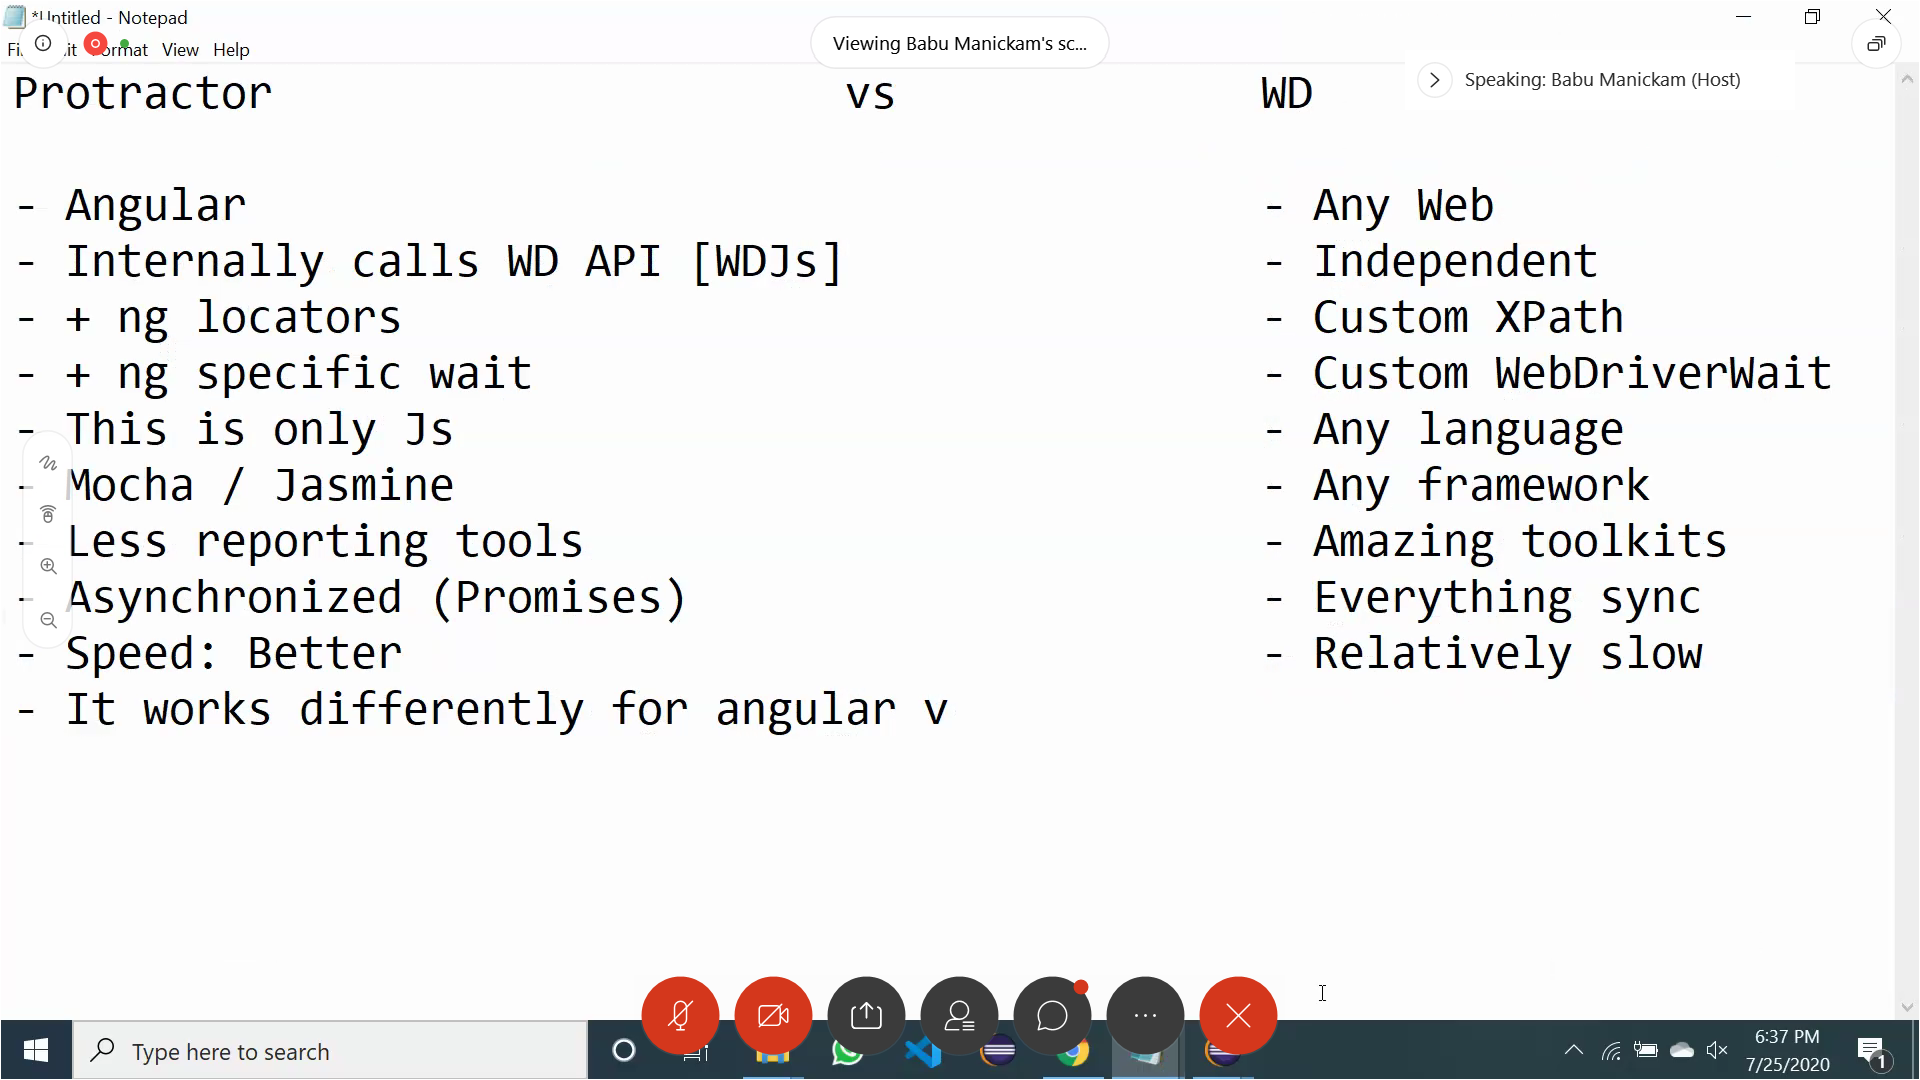 *Untitled - Notepad
Format View Help
Viewing Babu Manickam's sc...
Speaking: Babu Manickam (Host)
Protractor vs WD
- Angular - Any Web
- Internally calls WD API [WDJs] - Independent
- + ng locators - Custom XPath
- + ng specific wait - Custom WebDriverWait
- This is only Js - Any language
- Mocha / Jasmine - Any framework
- Less reporting tools - Amazing toolkits
- Asynchronized (Promises) - Everything sync
- Speed: Better - Relatively slow
- It works differently for angular v
Type here to search
6:37 PM
7/25/2020
1